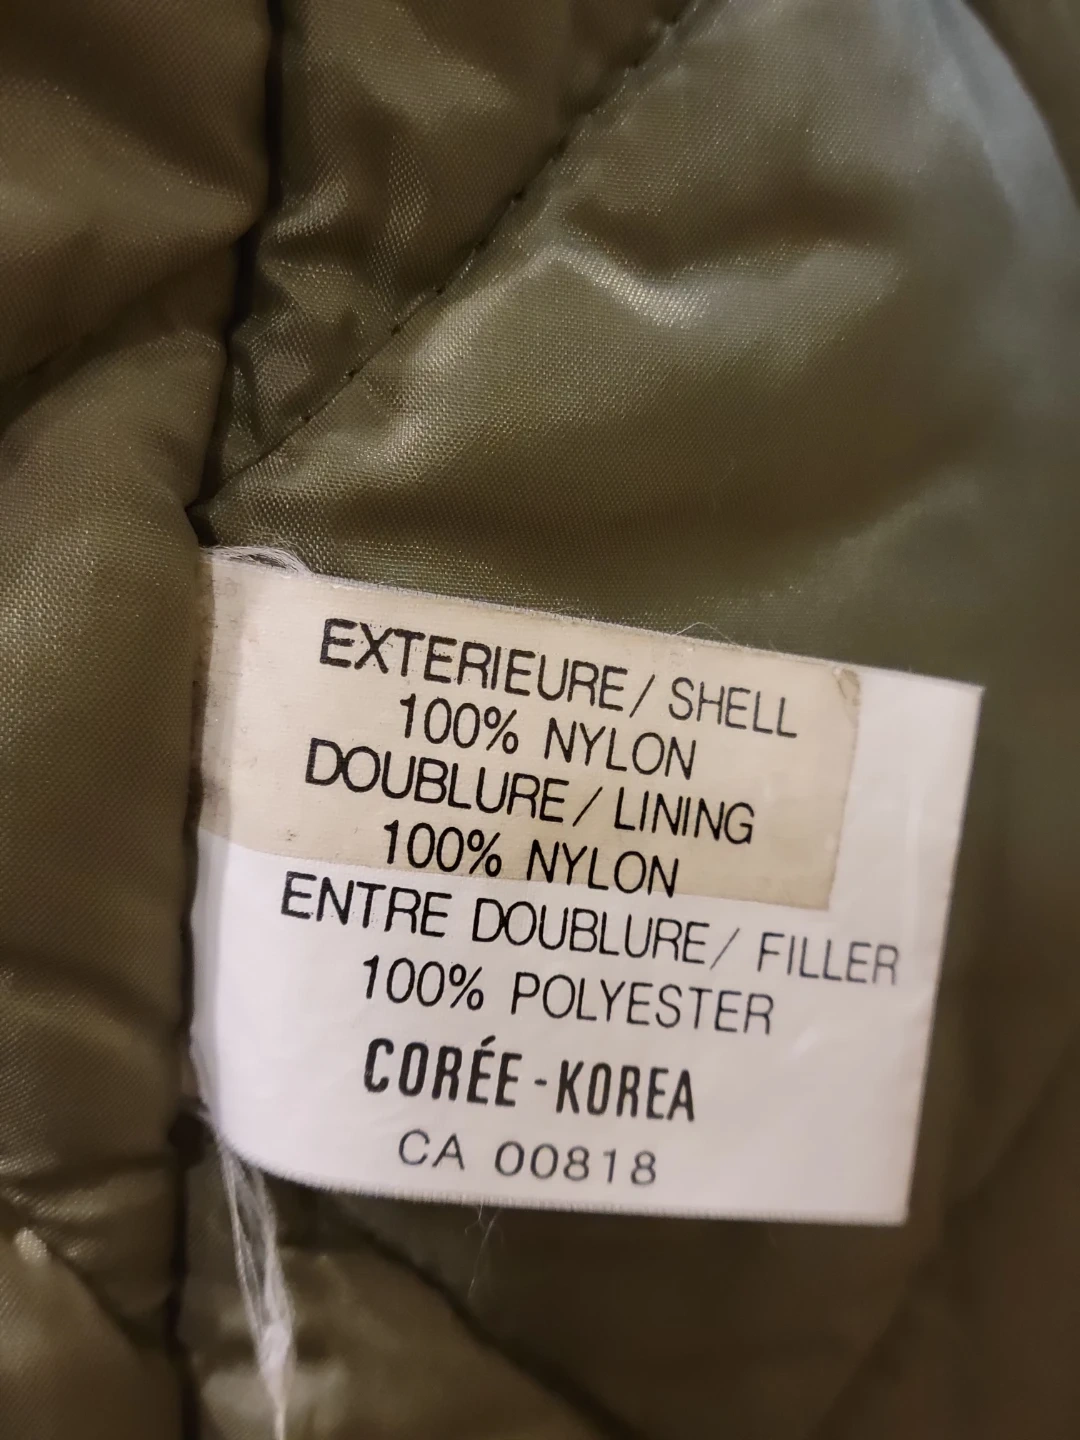 EXTERIEURE/ SHELL
100% NYLON
DOUBLURE/ LINING
100% NYLON
ENTRE DOUBLURE/ FILLER
100% POLYESTER
CORÉE-KOREA
CA 00818